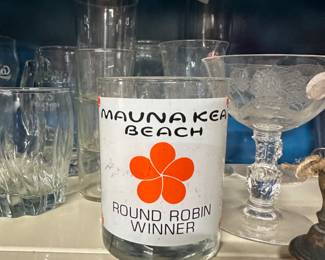 MAUNA KEA
BEACH
ROUND ROBIN
WINNER